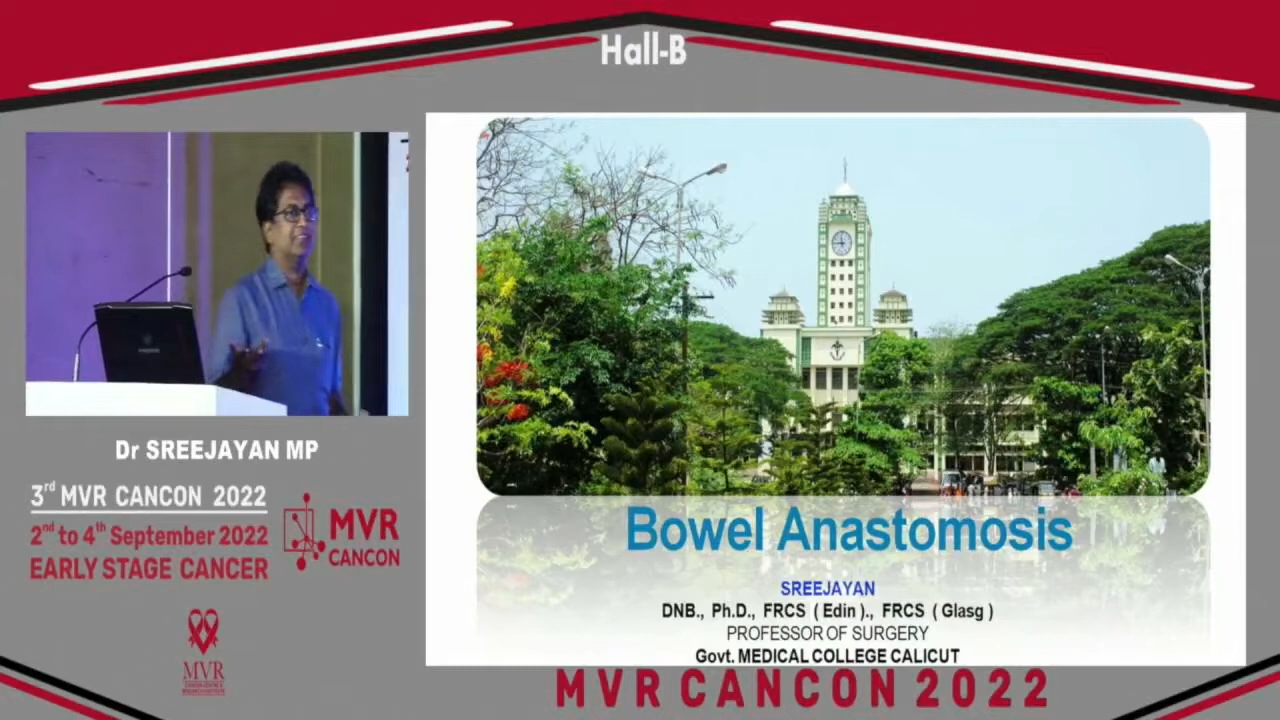 Hall-B
Dr SREEJAYAN MP
3rd MVR CANCON 2022
2nd to 4th September 2022
EARLY STAGE CANCER
MVR
CANCON
MVR
Bowel Anastomosis
SREEJAYAN
DNB., Ph.D., FRCS ( Edin )., FRCS ( Glasg )
PROFESSOR OF SURGERY
Govt. MEDICAL COLLEGE CALICUT
MVR CANCON 2022